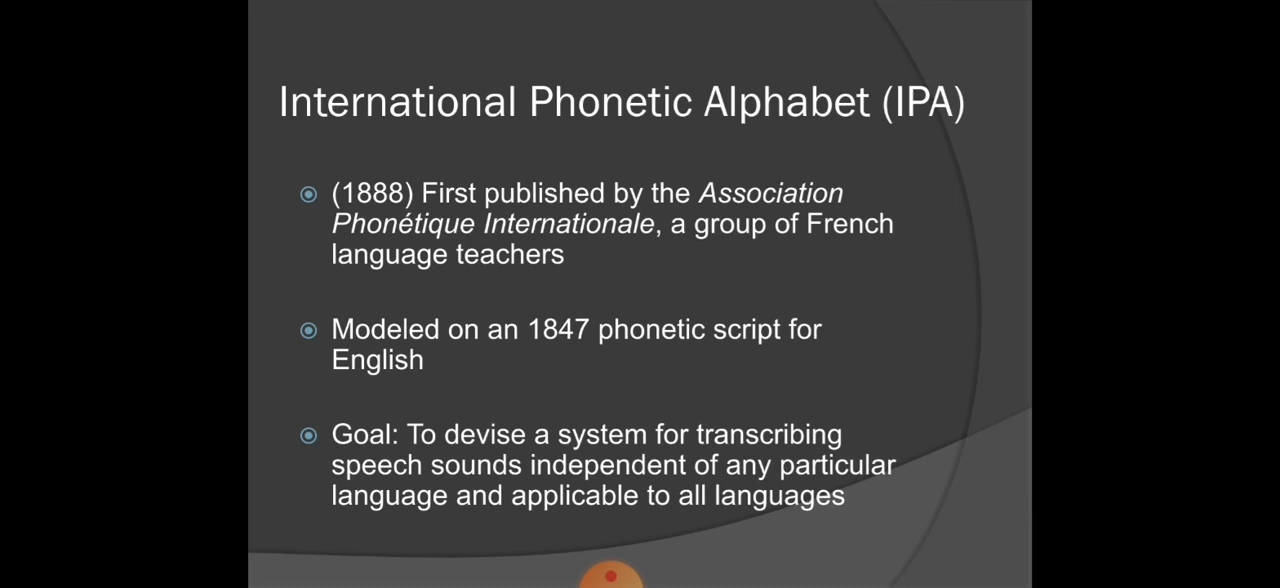 International Phonetic Alphabet (IPA)
(1888) First published by the Association
Phonétique Internationale, a group of French
language teachers
Modeled on an 1847 phonetic script for
English
Goal: To devise a system for transcribing
speech sounds independent of any particular
language and applicable to all languages